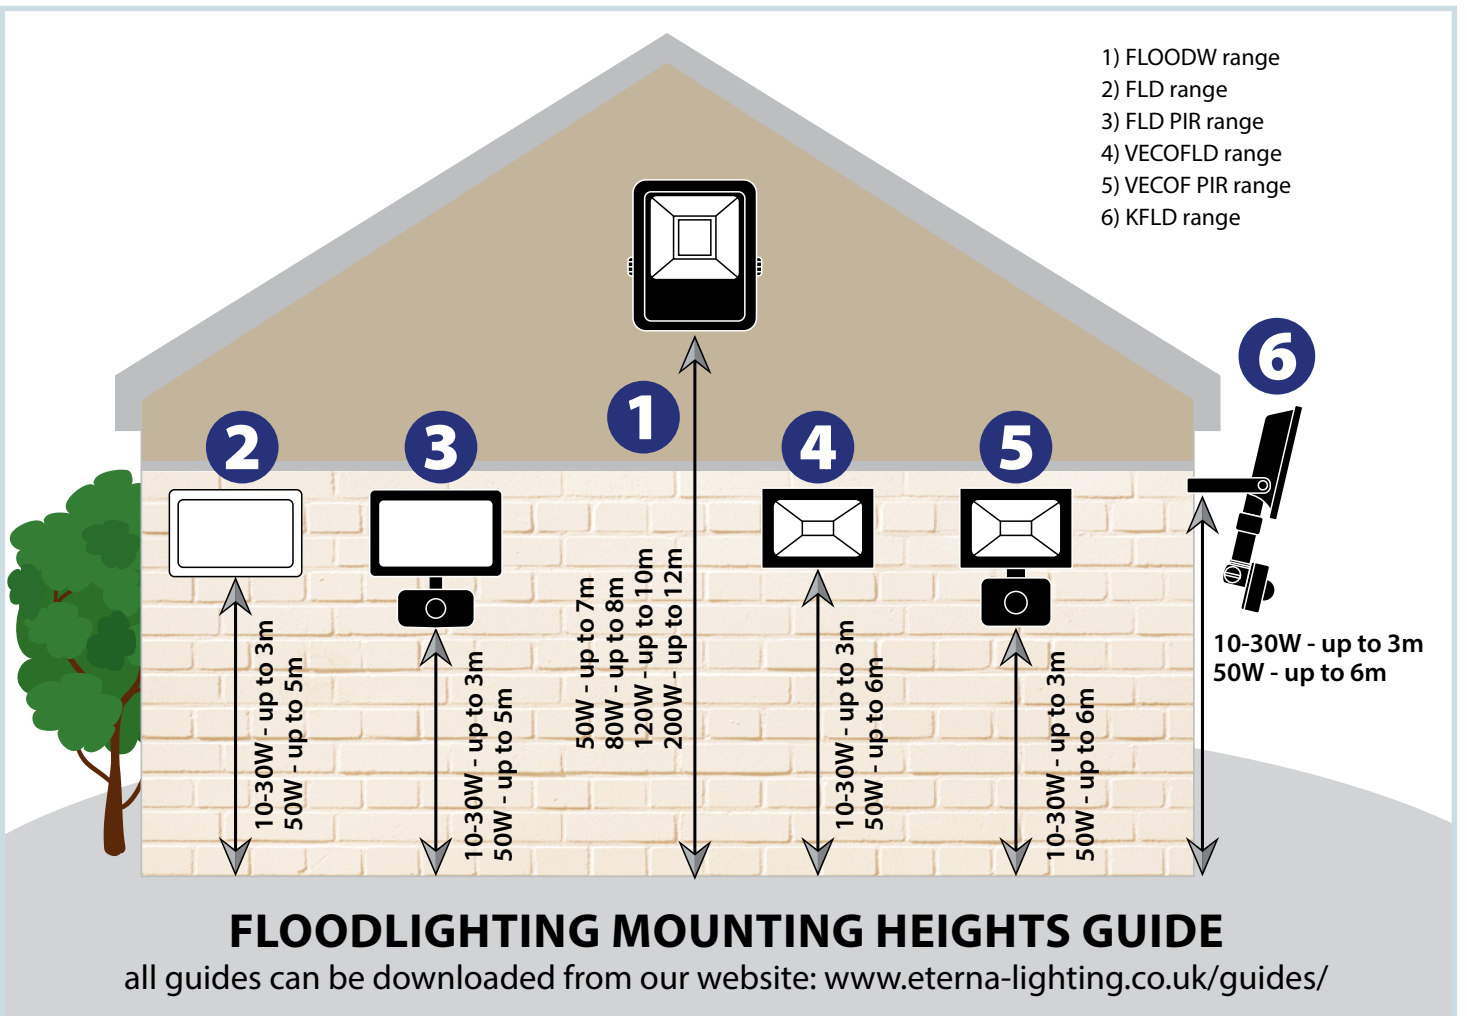 1) FLOODW range
2) FLD range
3) FLD PIR range
4) VECOFLD range
5) VECOF PIR range
6) KFLD range
1
2
10-30W - up to 3m
50W - up to 5m
3
10-30W - up to 3m
50W - up to 5m
50W - up to 7m
80W - up to 8m
120W - up to 10m
200W - up to 12m
4
10-30W - up to 3m
50W - up to 6m
5
10-30W - up to 3m
50W - up to 6m
6
10-30W - up to 3m
50W - up to 6m
FLOODLIGHTING MOUNTING HEIGHTS GUIDE
all guides can be downloaded from our website: www.eterna-lighting.co.uk/guides/